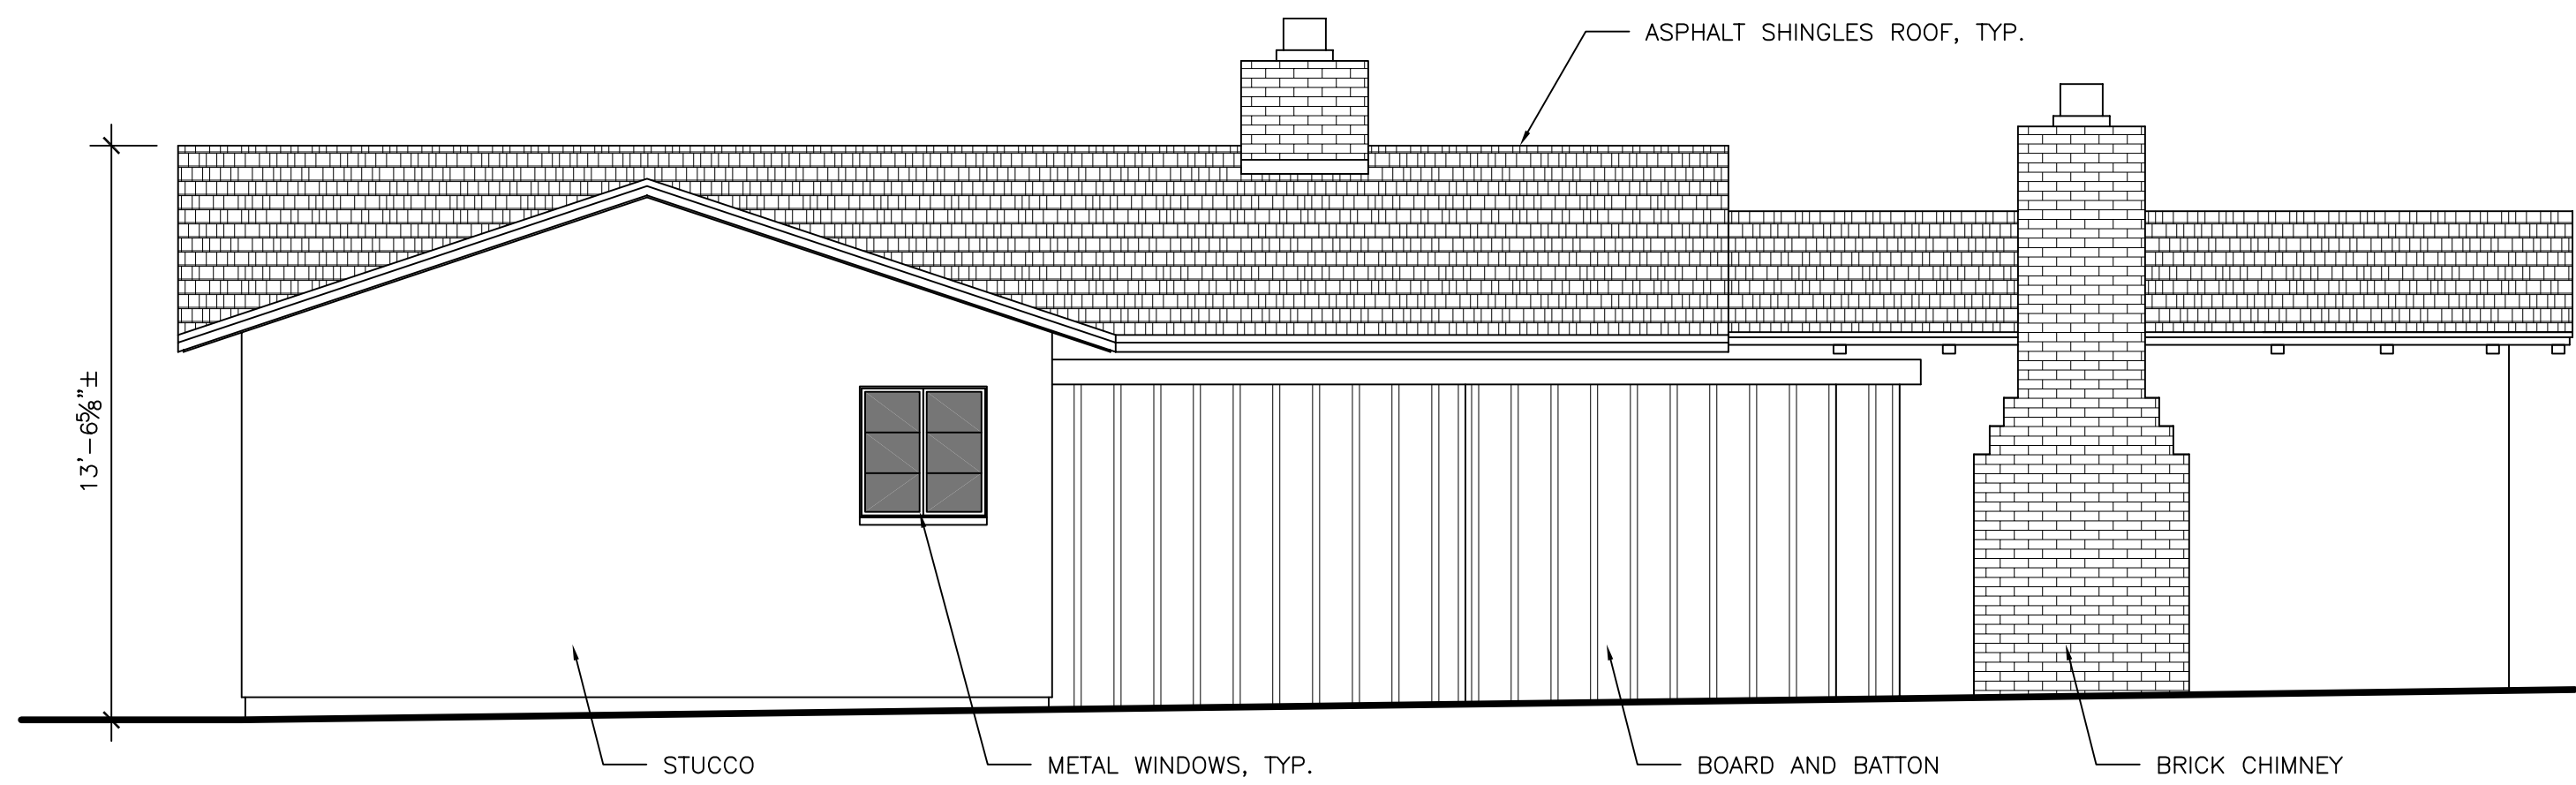 ASPHALT SHINGLES ROOF, TYP.
13'-6⅝"±
STUCCO
METAL WINDOWS, TYP.
BOARD AND BATTON
BRICK CHIMNEY